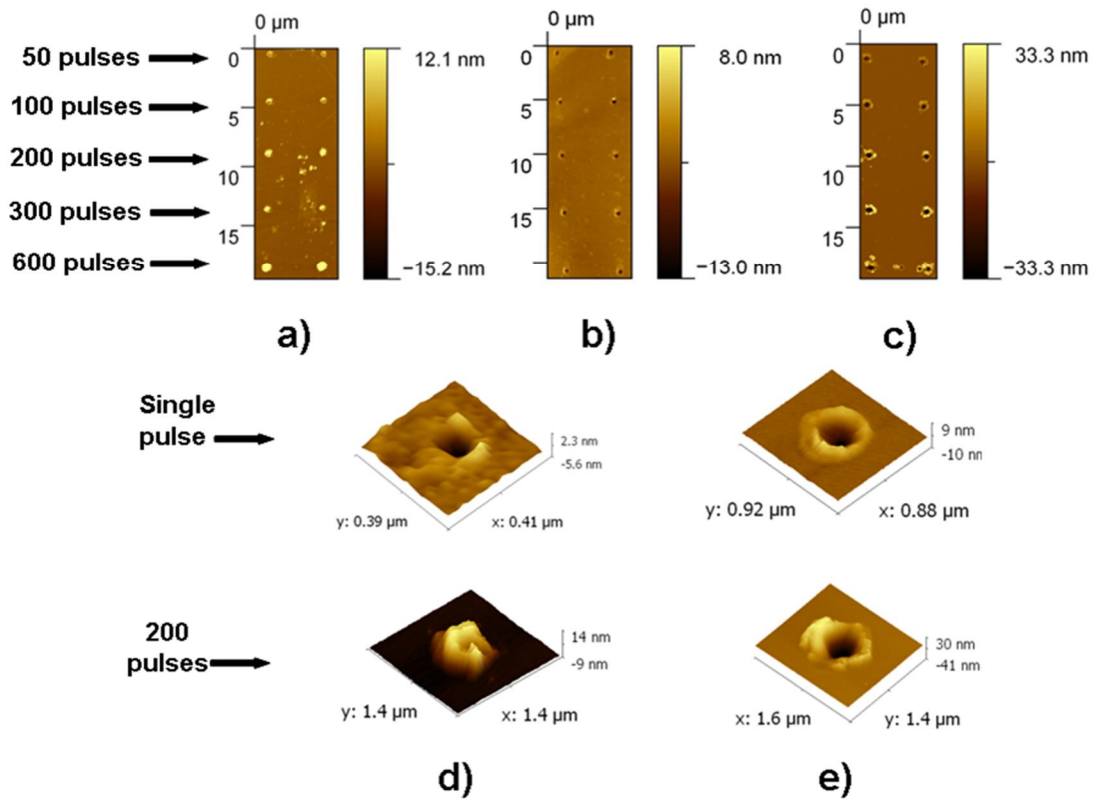 0 µm
0 µm
0 µm
50 pulses
100 pulses
200 pulses
300 pulses
600 pulses
0
5
10
15
12.1 nm
−15.2 nm
0
5
10
15
8.0 nm
−13.0 nm
0
5
10
15
33.3 nm
−33.3 nm
a)
b)
c)
Single
pulse
2.3 nm
-5.6 nm
y: 0.39 µm
x: 0.41 µm
9 nm
-10 nm
y: 0.92 µm
x: 0.88 µm
200
pulses
14 nm
-9 nm
y: 1.4 µm
x: 1.4 µm
30 nm
-41 nm
x: 1.6 µm
y: 1.4 µm
d)
e)